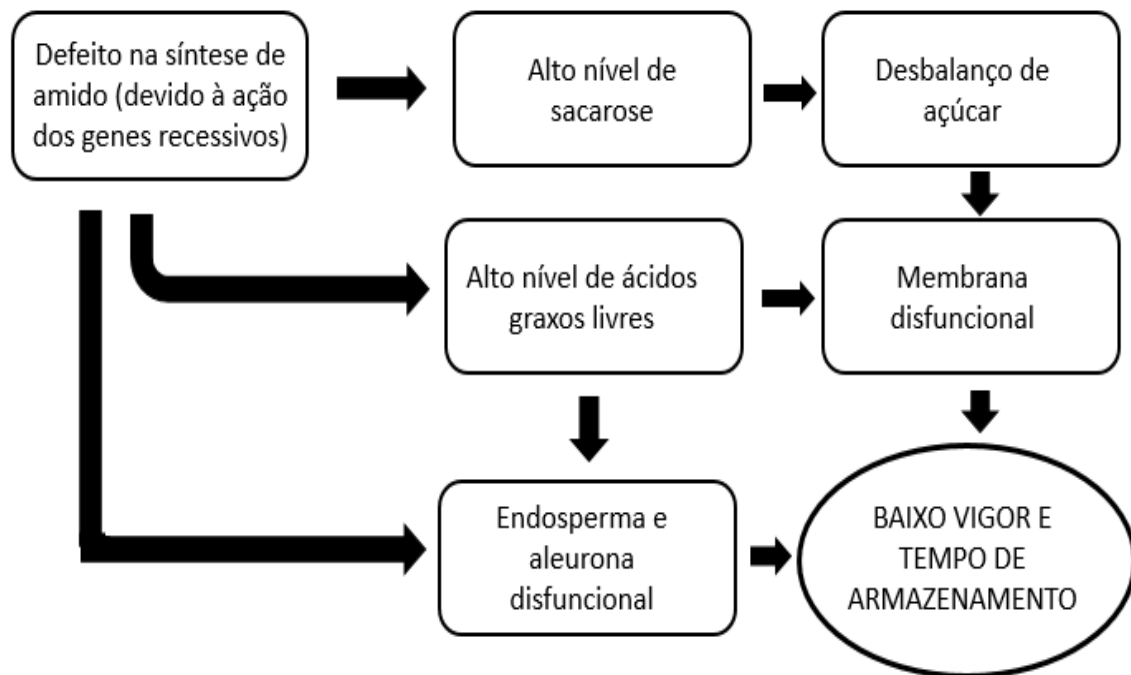 Defeito na síntese de
amido (devido à ação
dos genes recessivos)
Alto nível de
sacarose
Desbalanço de
açúcar
Alto nível de ácidos
graxos livres
Membrana
disfuncional
Endosperma e
aleurona
disfuncional
BAIXO VIGOR E
TEMPO DE
ARMAZENAMENTO